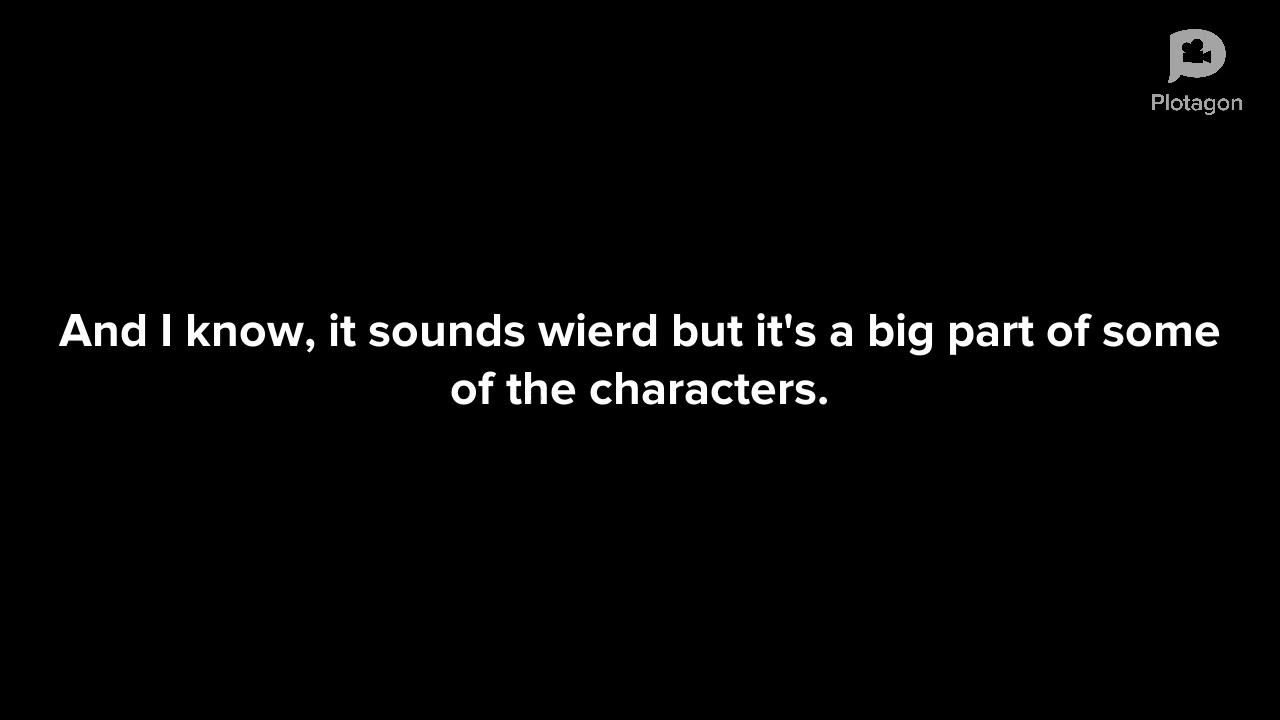 Plotagon
And I know, it sounds wierd but it's a big part of some
of the characters.